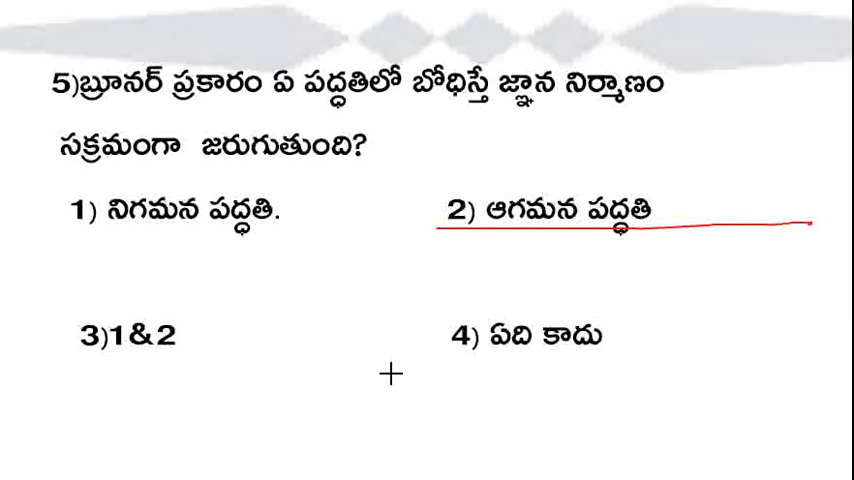 5)బ్రూనర్ ప్రకారం ఏ పద్ధతిలో బోధిస్తే జ్ఞాన నిర్మాణం
సక్రమంగా జరుగుతుంది?
1) నిగమన పద్ధతి.
2) ఆగమన పద్ధతి
3)1&2
4) ఏది కాదు